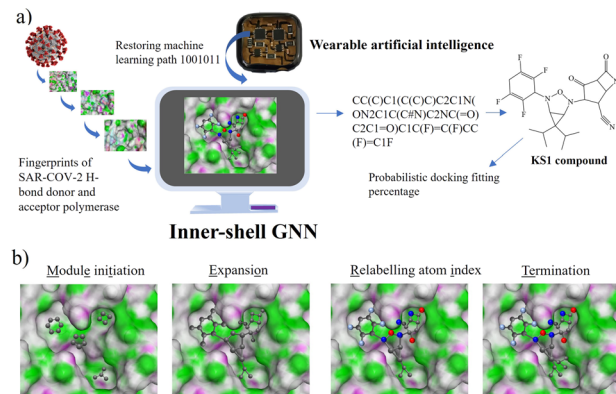 a)
Restoring machine
learning path 1001011
Wearable artificial intelligence
Fingerprints of
SAR-COV-2 H-
bond donor and
acceptor polymerase
CC(C)C1(C(C)C)C2C1N(
ON2C1C(C#N)C2NC(=O)
C2C1=O)C1C(F)=C(F)CC
(F)=C1F
F
F
F
F
N
O
N
O
O
N
KS1 compound
Probabilistic docking fitting
percentage
Inner-shell GNN
b)
Module initiation
Expansion
Relabelling atom index
Termination